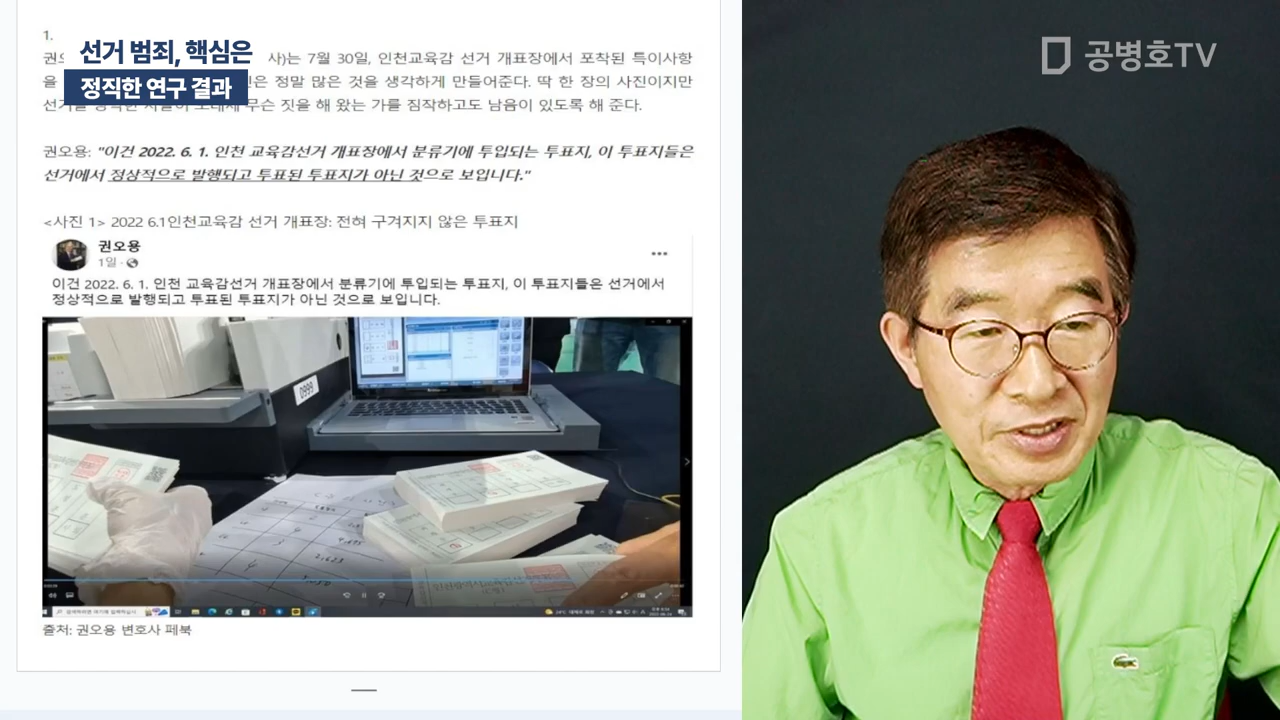 선거 범죄, 핵심은
정직한 연구 결과
공병호TV
1.
사)는 7월 30일, 인천교육감 선거 개표장에서 포착된 특이사항
을
은 정말 많은 것을 생각하게 만들어준다. 딱 한 장의 사진이지만
무슨 짓을 해 왔는 가를 짐작하고도 남음이 있도록 해 준다.
권오용: "이건 2022. 6. 1. 인천 교육감선거 개표장에서 분류기에 투입되는 투표지, 이 투표지들은
선거에서 정상적으로 발행되고 투표된 투표지가 아닌 것으로 보입니다."
<사진 1> 2022 6.1인천교육감 선거 개표장: 전혀 구겨지지 않은 투표지
권오용
1일
이건 2022. 6. 1. 인천 교육감선거 개표장에서 분류기에 투입되는 투표지, 이 투표지들은 선거에서
정상적으로 발행되고 투표된 투표지가 아닌 것으로 보입니다.
0999
출처: 권오용 변호사 페북